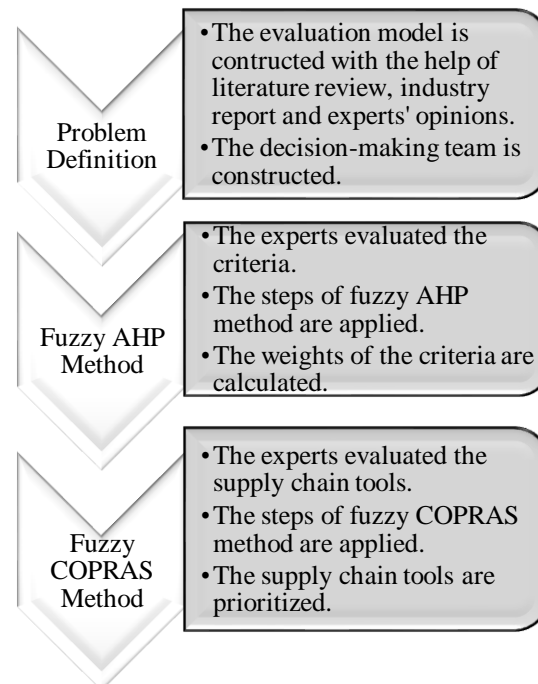 Problem
Definition
•The evaluation model is
contructed with the help of
literature review, industry
report and experts' opinions.
•The decision-making team is
constructed.
Fuzzy AHP
Method
•The experts evaluated the
criteria.
•The steps of fuzzy AHP
method are applied.
•The weights of the criteria are
calculated.
Fuzzy
COPRAS
Method
•The experts evaluated the
supply chain tools.
•The steps of fuzzy COPRAS
method are applied.
•The supply chain tools are
prioritized.